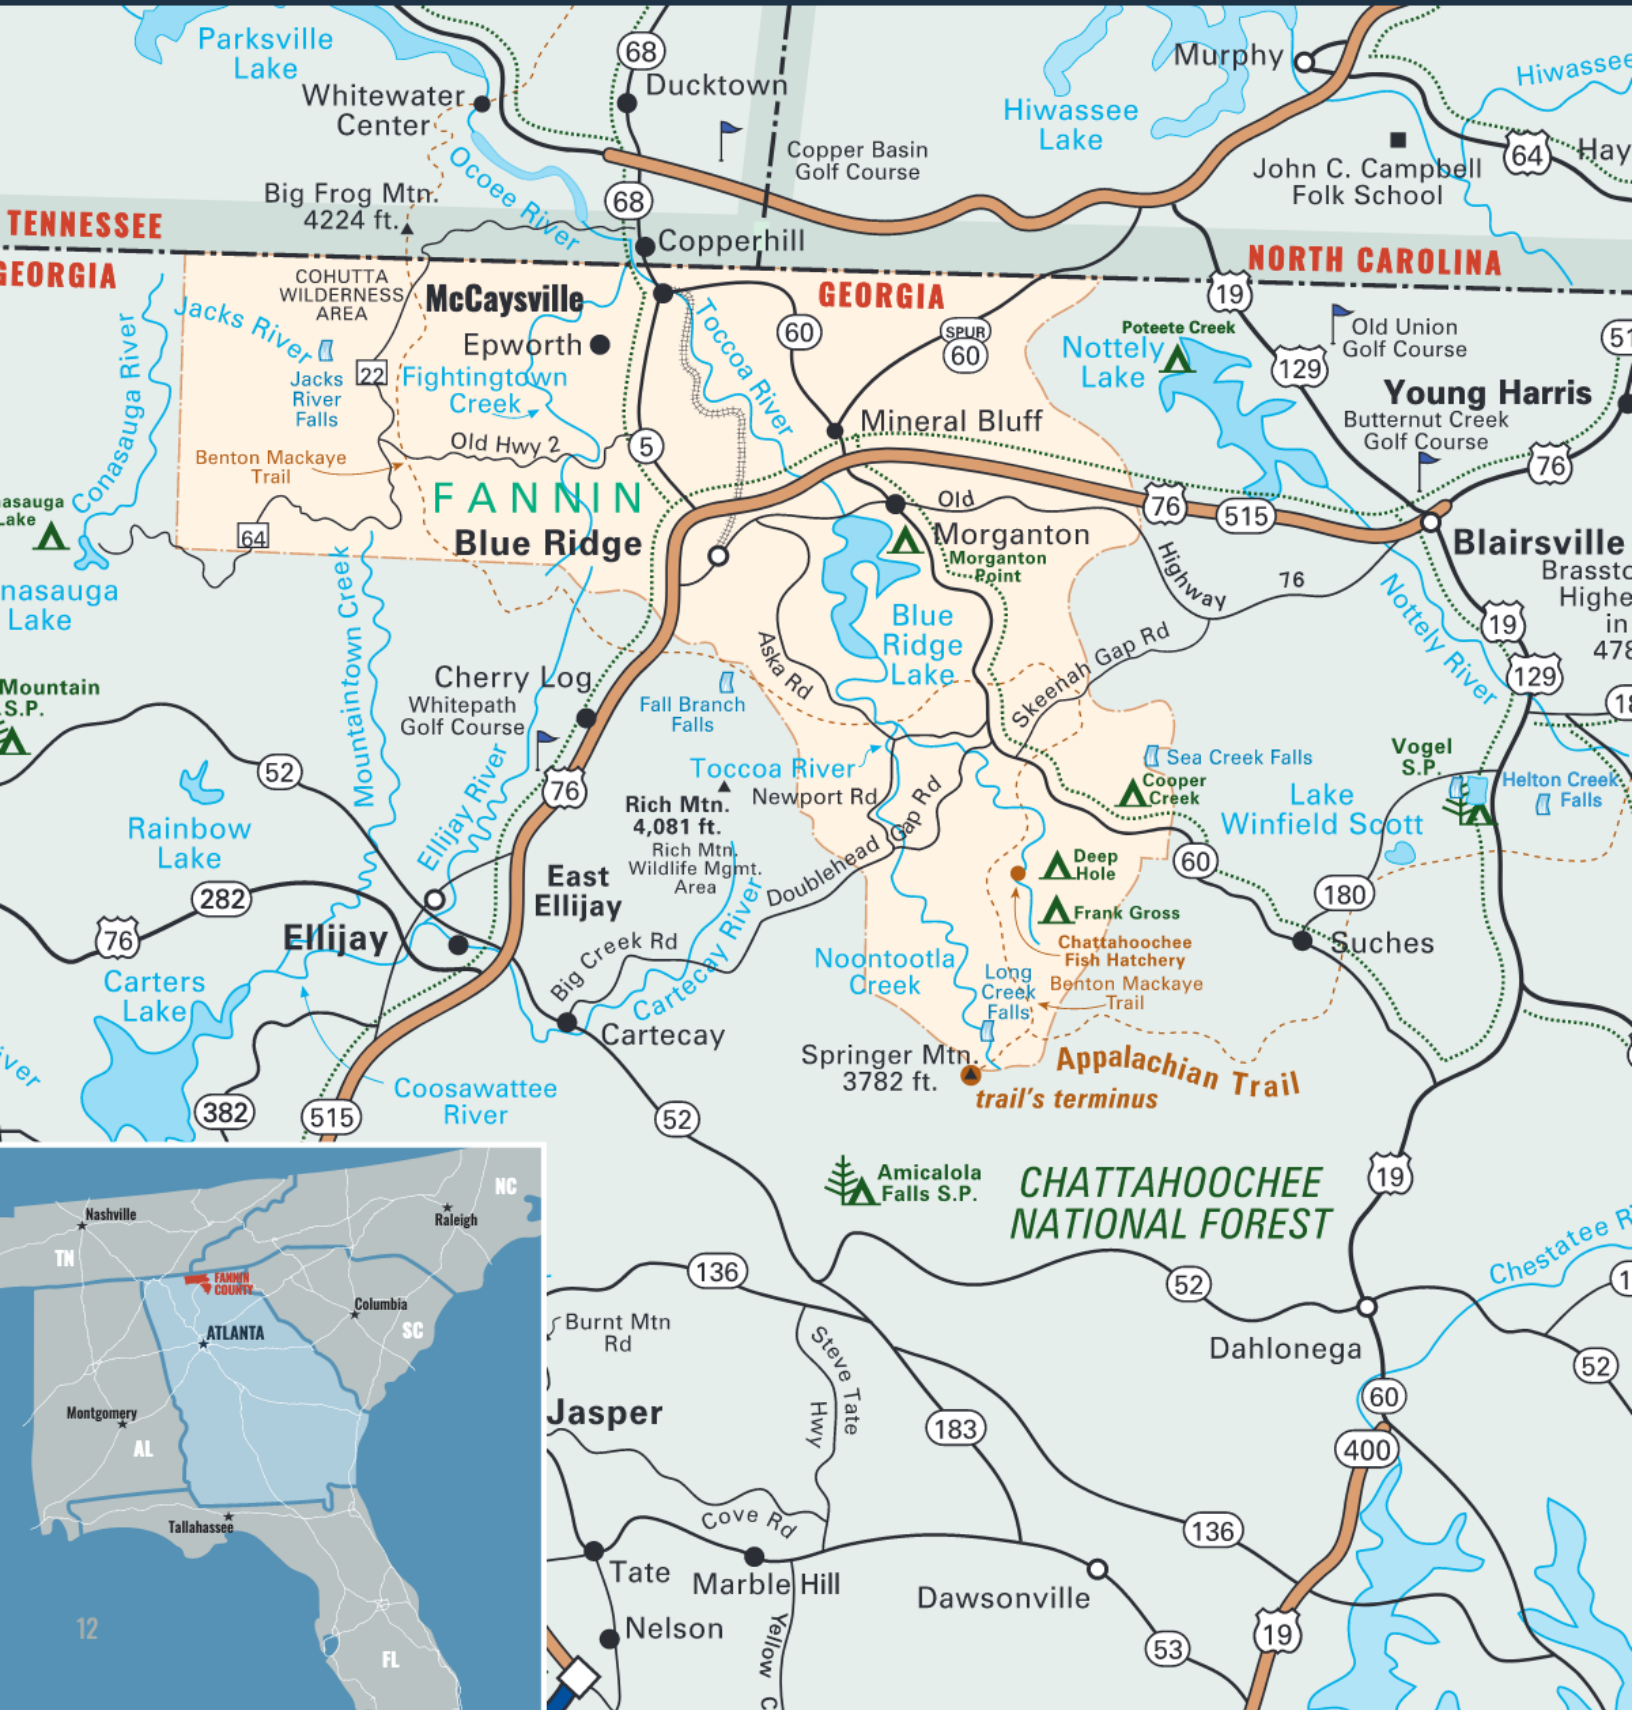 Parksville
Lake
68
Ducktown
Whitewater
Center
Murphy
Hiwassee
Hiwassee
Lake
Copper Basin
Golf Course
64
Hay
John C. Campbell
Folk School
Ocoee River
Big Frog Mtn.
4224 ft.
68
TENNESSEE
Copperhill
NORTH CAROLINA
GEORGIA
COHUTTA
WILDERNESS
AREA
McCaysville
GEORGIA
19
Jacks River
Conasauga River
Epworth
Toccoa River
60
SPUR
60
Poteete Creek
Nottely
Lake
Old Union
Golf Course
51
129
22
Jacks
River
Falls
Fightingtown
Creek
Young Harris
Butternut Creek
Golf Course
Mineral Bluff
Old Hwy 2
5
Benton Mackaye
Trail
76
FANNIN
Old
76
515
asauga
Lake
64
Blue Ridge
Morganton
Morganton
Point
Blairsville
Brassto
Highe
in
478
Highway
76
nasauga
Lake
Mountaintown Creek
Blue
Ridge
Lake
Nottely River
19
129
Aska Rd
Skeenah Gap Rd
Mountain
S.P.
Cherry Log
Whitepath
Golf Course
Fall Branch
Falls
18
52
Ellijay River
76
Toccoa River
Newport Rd
Sea Creek Falls
Cooper
Creek
Vogel
S.P.
Helton Creek
Falls
Rich Mtn.
4,081 ft.
Rich Mtn.
Wildlife Mgmt.
Area
Lake
Winfield Scott
Rainbow
Lake
Doublehead Gap Rd
60
Deep
Hole
180
282
East
Ellijay
Frank Gross
76
Ellijay
Big Creek Rd
Cartecay River
Chattahoochee
Fish Hatchery
Suches
Noontootla
Creek
Long
Creek
Falls
Benton Mackaye
Trail
Carters
Lake
Cartecay
iver
Springer Mtn.
3782 ft.
Appalachian Trail
trail's terminus
Coosawattee
River
382
515
52
Amicalola
Falls S.P.
CHATTAHOOCHEE
NATIONAL FOREST
19
Chestatee R
NC
Nashville
Raleigh
TN
FANNIN
COUNTY
Columbia
SC
ATLANTA
Montgomery
AL
Tallahassee
FL
12
136
52
1
Burnt Mtn
Rd
Steve Tate
Hwy
Dahlonega
52
60
Jasper
183
400
Cove Rd
136
Tate
Marble Hill
Dawsonville
Nelson
Yellow C
19
53